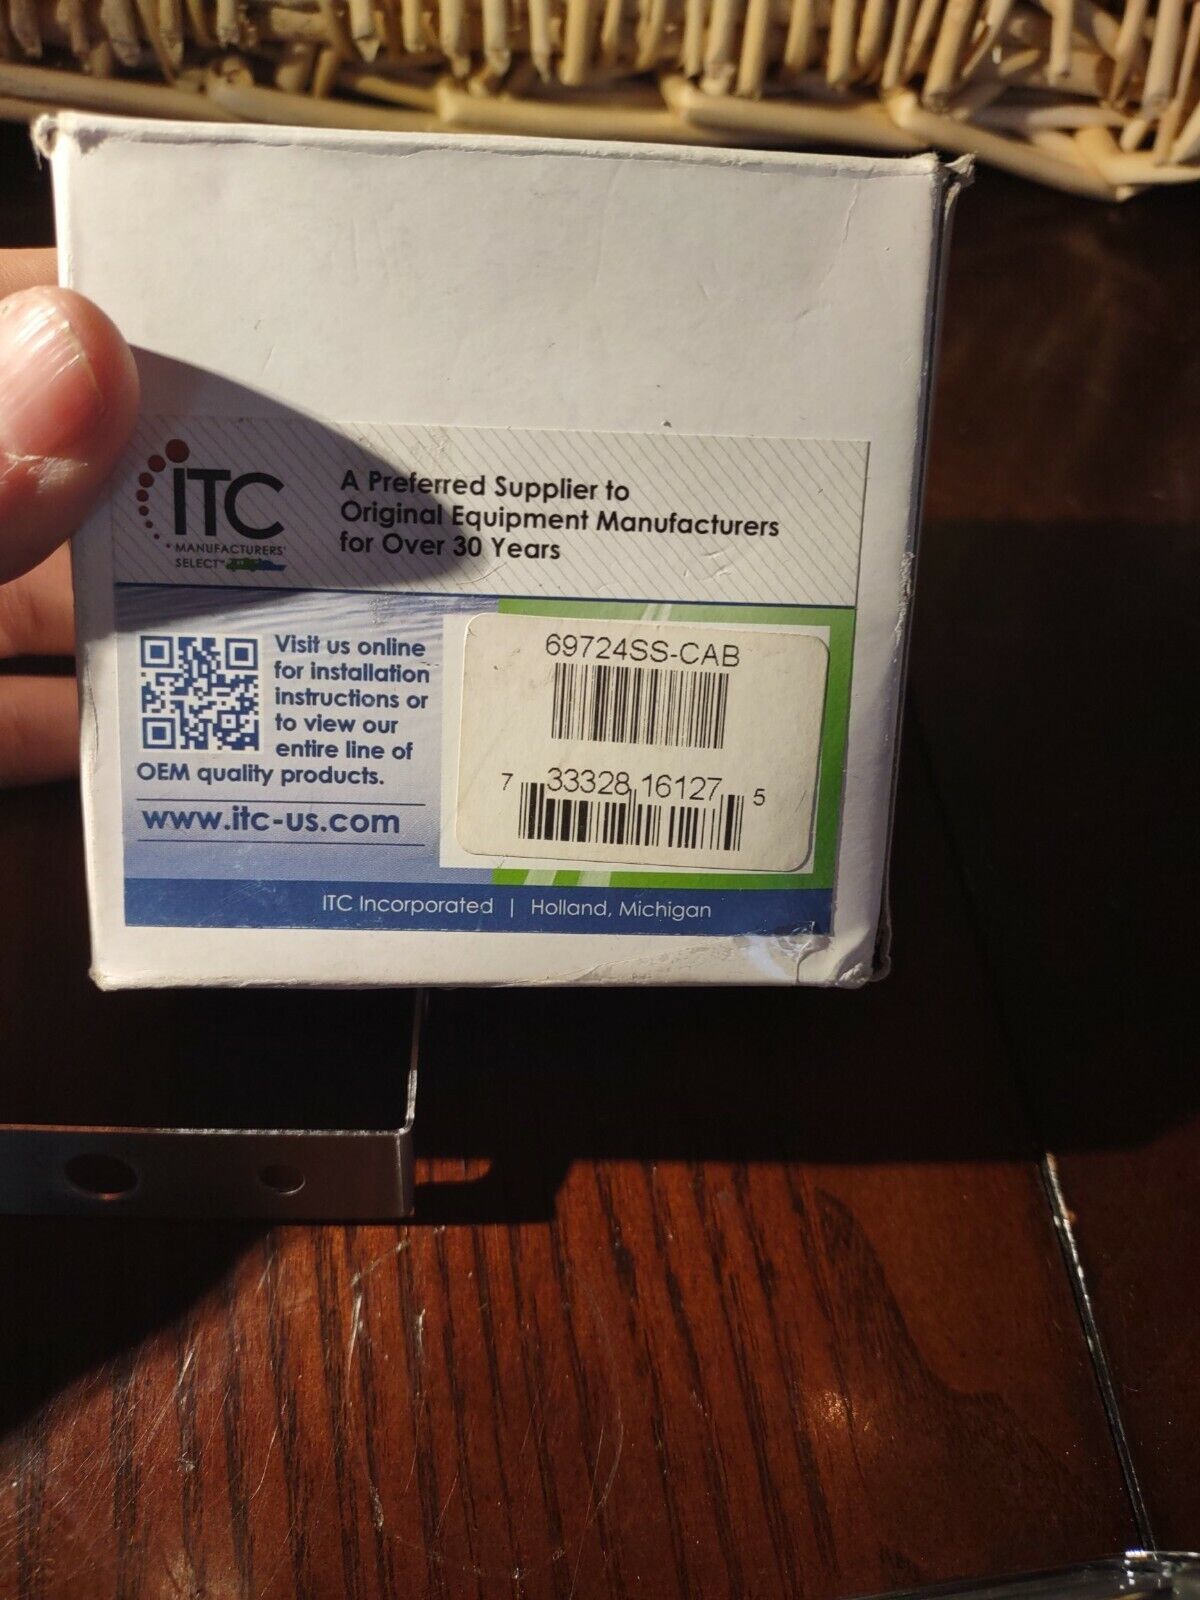 iTC
MANUFACTURERS'
SELECT™
A Preferred Supplier to
Original Equipment Manufacturers
for Over 30 Years
Visit us online
for installation
instructions or
to view our
entire line of
OEM quality products.
www.itc-us.com
69724SS-CAB
7 33328 16127 5
ITC Incorporated | Holland, Michigan